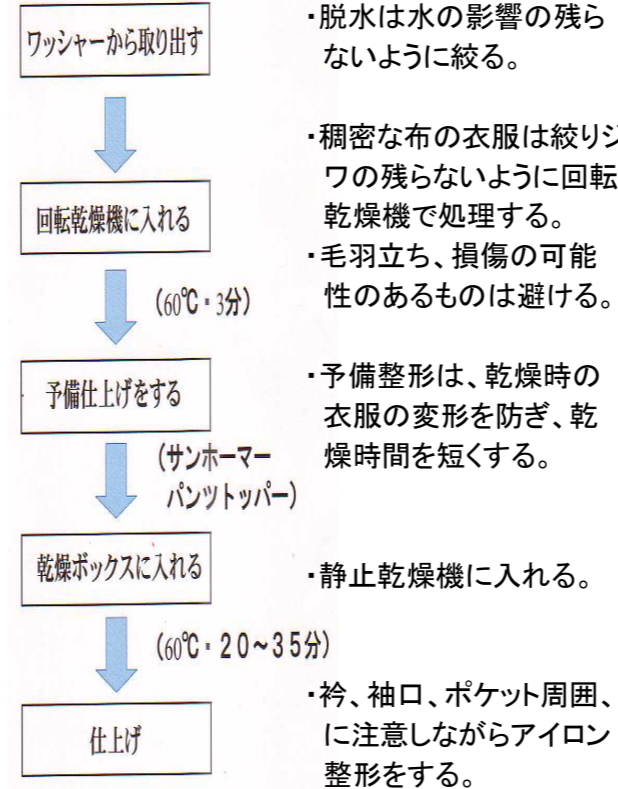 ワッシャーから取り出す
・脱水は水の影響の残ら
ないように絞る。
回転乾燥機に入れる
・稠密な布の衣服は絞りジ
ワの残らないように回転
乾燥機で処理する。
・毛羽立ち、損傷の可能
性のあるものは避ける。
(60℃・3分)
予備仕上げをする
・予備整形は、乾燥時の
衣服の変形を防ぎ、乾
燥時間を短くする。
(サンホーマー
パンツトッパー)
乾燥ボックスに入れる
・静止乾燥機に入れる。
(60℃・20~35分)
仕上げ
・衿、袖口、ポケット周囲、
に注意しながらアイロン
整形をする。